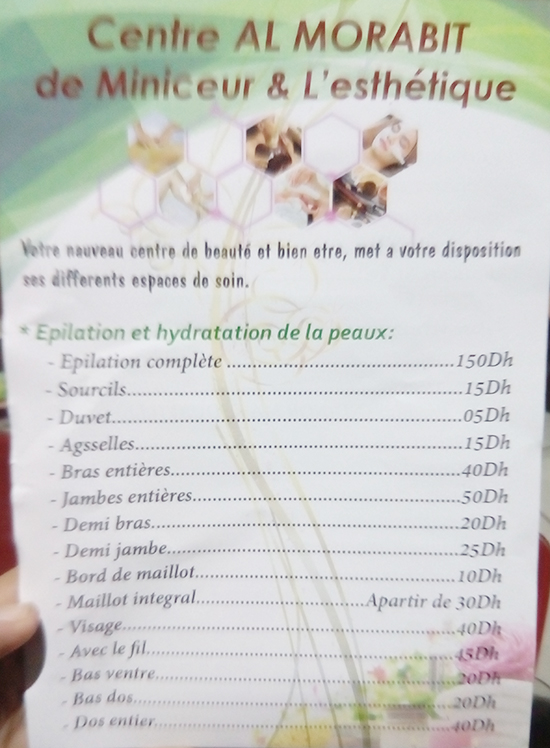 Centre AL MORABIT
de Miniceur & L'esthétique
Votre nouveau centre de beauté et bien etre, met a votre disposition
ses differents espaces de soin.
* Epilation et hydratation de la peaux:
- Epilation complète ........................................150Dh
- Sourcils............................................................15Dh
- Duvet...............................................................05Dh
- Agsselles..........................................................15Dh
- Bras entières...................................................40Dh
- Jambes entières...............................................50Dh
- Demi bras........................................................20Dh
- Demi jambe.....................................................25Dh
- Bord de maillot................................................10Dh
- Maillot integral..............................Apartir de 30Dh
- Visage..............................................................40Dh
- Avec le fil.........................................................45Dh
- Bas ventre........................................................20Dh
- Bas dos.............................................................20Dh
- Dos entier.........................................................40Dh